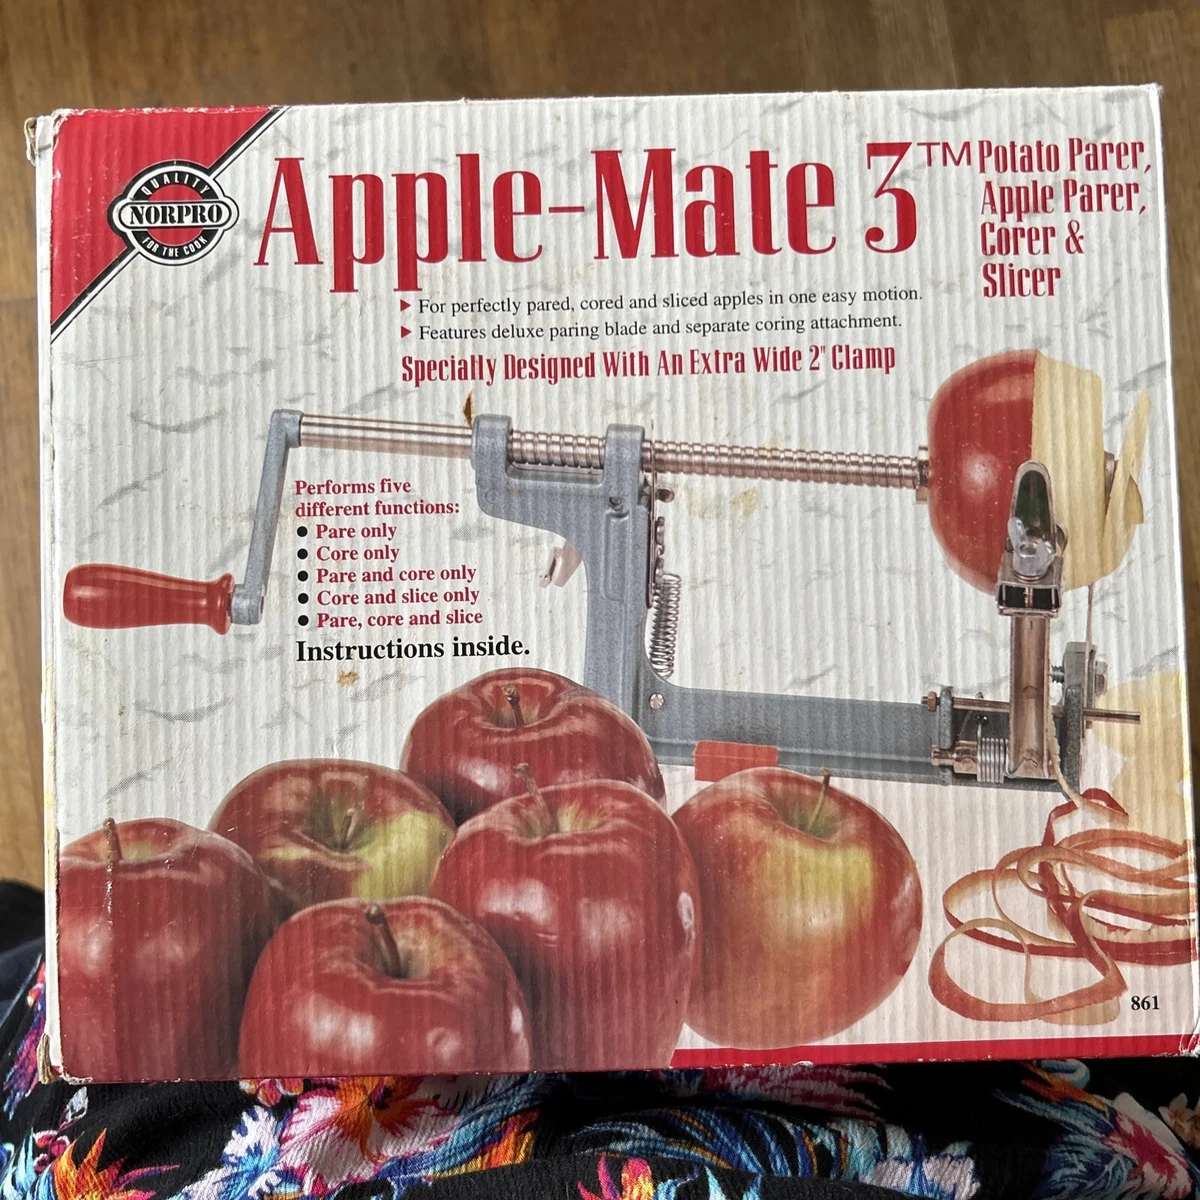 QUALITY
NORPRO
FOR THE COOK
Apple-Mate 3™
Potato Parer,
Apple Parer,
Corer &
Slicer
▶ For perfectly pared, cored and sliced apples in one easy motion.
▶ Features deluxe paring blade and separate coring attachment.
Specially Designed With An Extra Wide 2" Clamp
Performs five
different functions:
● Pare only
● Core only
● Pare and core only
● Core and slice only
● Pare, core and slice
Instructions inside.
861